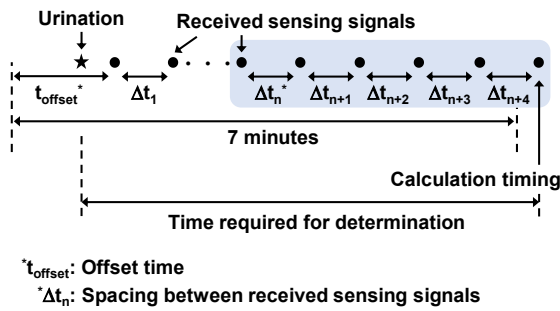 Urination
Received sensing signals
t_offset* Δt_1 Δt_n* Δt_n+1 Δt_n+2 Δt_n+3 Δt_n+4
7 minutes
Calculation timing
Time required for determination
*t_offset: Offset time
*Δt_n: Spacing between received sensing signals